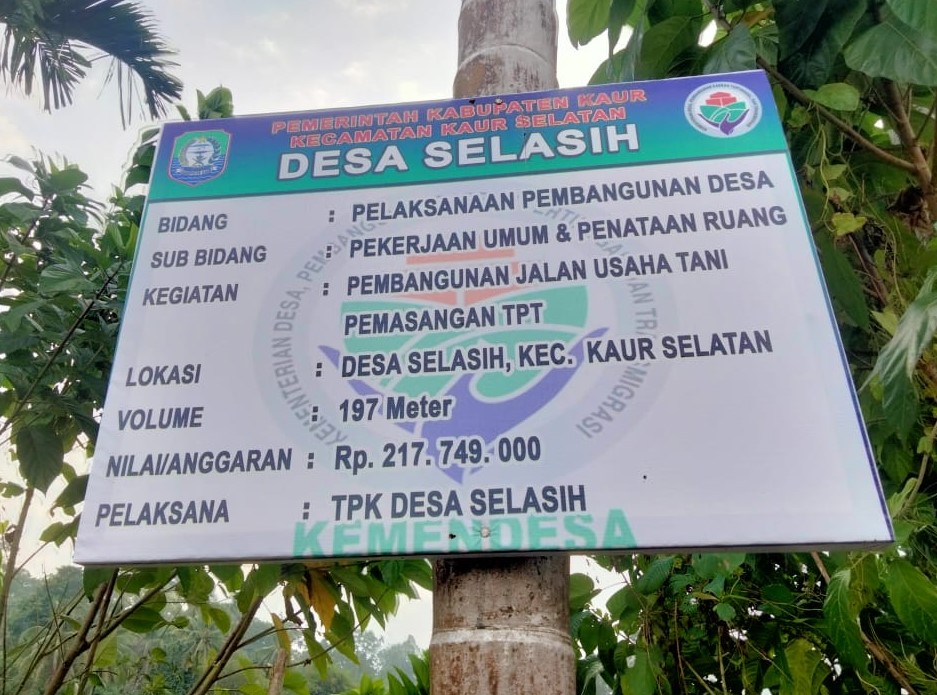 PEMERINTAH KABUPATEN KAUR
KECAMATAN KAUR SELATAN
DESA SELASIH
BIDANG : PELAKSANAAN PEMBANGUNAN DESA
SUB BIDANG : PEKERJAAN UMUM & PENATAAN RUANG
KEGIATAN : PEMBANGUNAN JALAN USAHA TANI
PEMASANGAN TPT
LOKASI : DESA SELASIH, KEC. KAUR SELATAN
VOLUME : 197 Meter
NILAI/ANGGARAN : Rp. 217. 749. 000
PELAKSANA : TPK DESA SELASIH
KEMENDESA